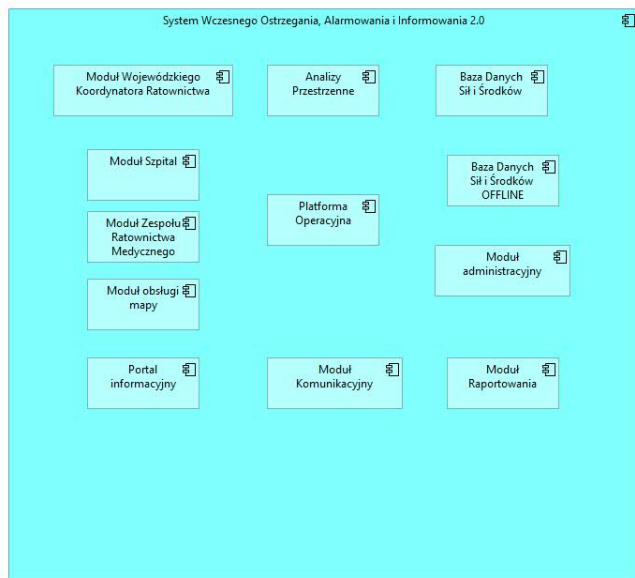 System Wczesnego Ostrzegania, Alarmowania i Informowania 2.0
Moduł Wojewódzkiego
Koordynatora Ratownictwa
Analizy
Przestrzenne
Baza Danych
Sił i Środków
Moduł Szpital
Baza Danych
Sił i Środków
OFFLINE
Moduł Zespołu
Ratownictwa
Medycznego
Platforma
Operacyjna
Moduł
administracyjny
Moduł obsługi
mapy
Portal
informacyjny
Moduł
Komunikacyjny
Moduł
Raportowania